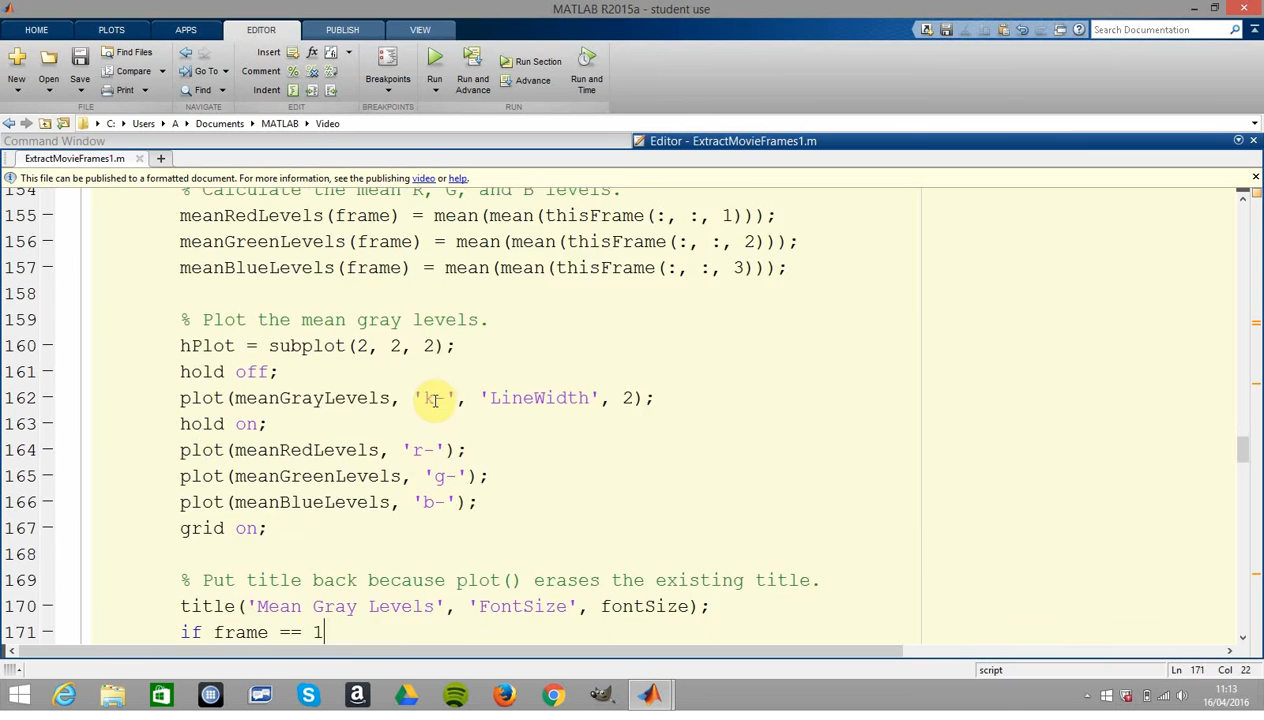 MATLAB R2015a - student use
HOME PLOTS APPS EDITOR PUBLISH VIEW
Search Documentation
New Open Save Find Files Compare Print Go To Find Insert Comment Indent Breakpoints Run Run and Advance Run Section Advance Run and Time
FILE NAVIGATE EDIT BREAKPOINTS RUN
C: Users A Documents MATLAB Video
Command Window
Editor - ExtractMovieFrames1.m
ExtractMovieFrames1.m
This file can be published to a formatted document. For more information, see the publishing video or help.
154 % Calculate the mean R, G, and B levels.
155 meanRedLevels(frame) = mean(mean(thisFrame(:, :, 1)));
156 meanGreenLevels(frame) = mean(mean(thisFrame(:, :, 2)));
157 meanBlueLevels(frame) = mean(mean(thisFrame(:, :, 3)));
158
159 % Plot the mean gray levels.
160 hPlot = subplot(2, 2, 2);
161 hold off;
162 plot(meanGrayLevels, 'k-', 'LineWidth', 2);
163 hold on;
164 plot(meanRedLevels, 'r-');
165 plot(meanGreenLevels, 'g-');
166 plot(meanBlueLevels, 'b-');
167 grid on;
168
169 % Put title back because plot() erases the existing title.
170 title('Mean Gray Levels', 'FontSize', fontSize);
171 if frame == 1
script Ln 171 Col 22
11:13
16/04/2016